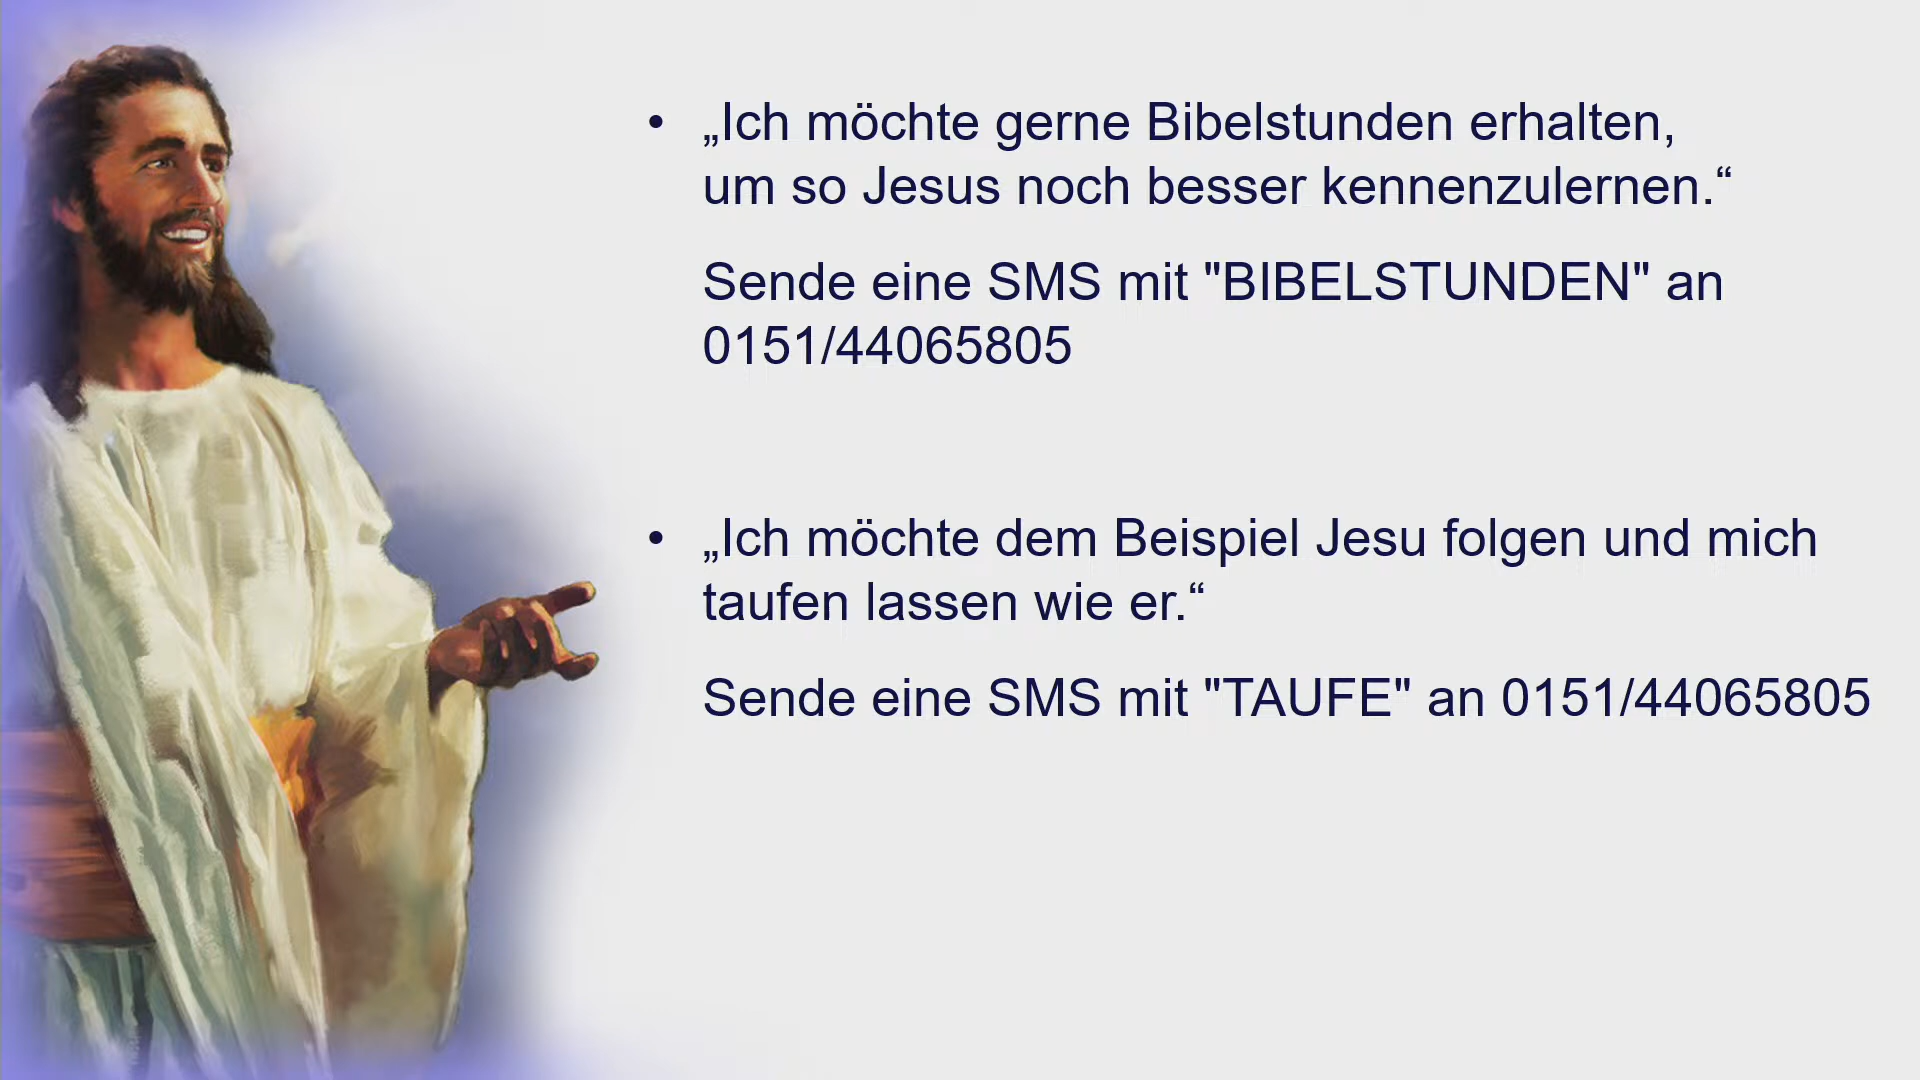 • „Ich möchte gerne Bibelstunden erhalten,
um so Jesus noch besser kennenzulernen.“
Sende eine SMS mit "BIBELSTUNDEN" an
0151/44065805
• „Ich möchte dem Beispiel Jesu folgen und mich
taufen lassen wie er.“
Sende eine SMS mit "TAUFE" an 0151/44065805